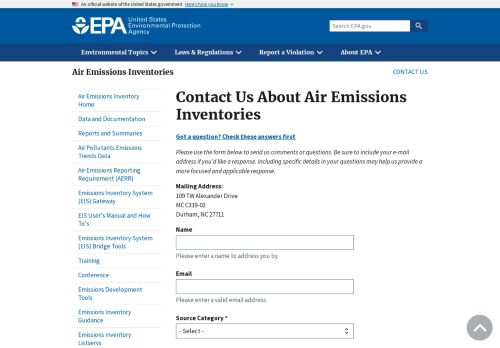 An official website of the United States government Here's how you know
EPA United States
Environmental Protection
Agency
Search EPA.gov
Environmental Topics Laws & Regulations Report a Violation About EPA
Air Emissions Inventories
CONTACT US
Air Emissions Inventory
Home
Data and Documentation
Reports and Summaries
Air Pollutants Emissions
Trends Data
Air Emissions Reporting
Requirement (AERR)
Emissions Inventory System
(EIS) Gateway
EIS User's Manual and How
To's
Emissions Inventory System
(EIS) Bridge Tools
Training
Conference
Emissions Development
Tools
Emissions Inventory
Guidance
Emissions Inventory
Listservs
Contact Us About Air Emissions
Inventories
Got a question? Check these answers first
Please use the form below to send us comments or questions. Be sure to include your e-mail
address if you'd like a response. Including specific details in your questions may help us provide a
more focused and applicable response.
Mailing Address:
109 TW Alexander Drive
MC C339-02
Durham, NC 27711
Name
Please enter a name to address you by
Email
Please enter a valid email address.
Source Category *
- Select -